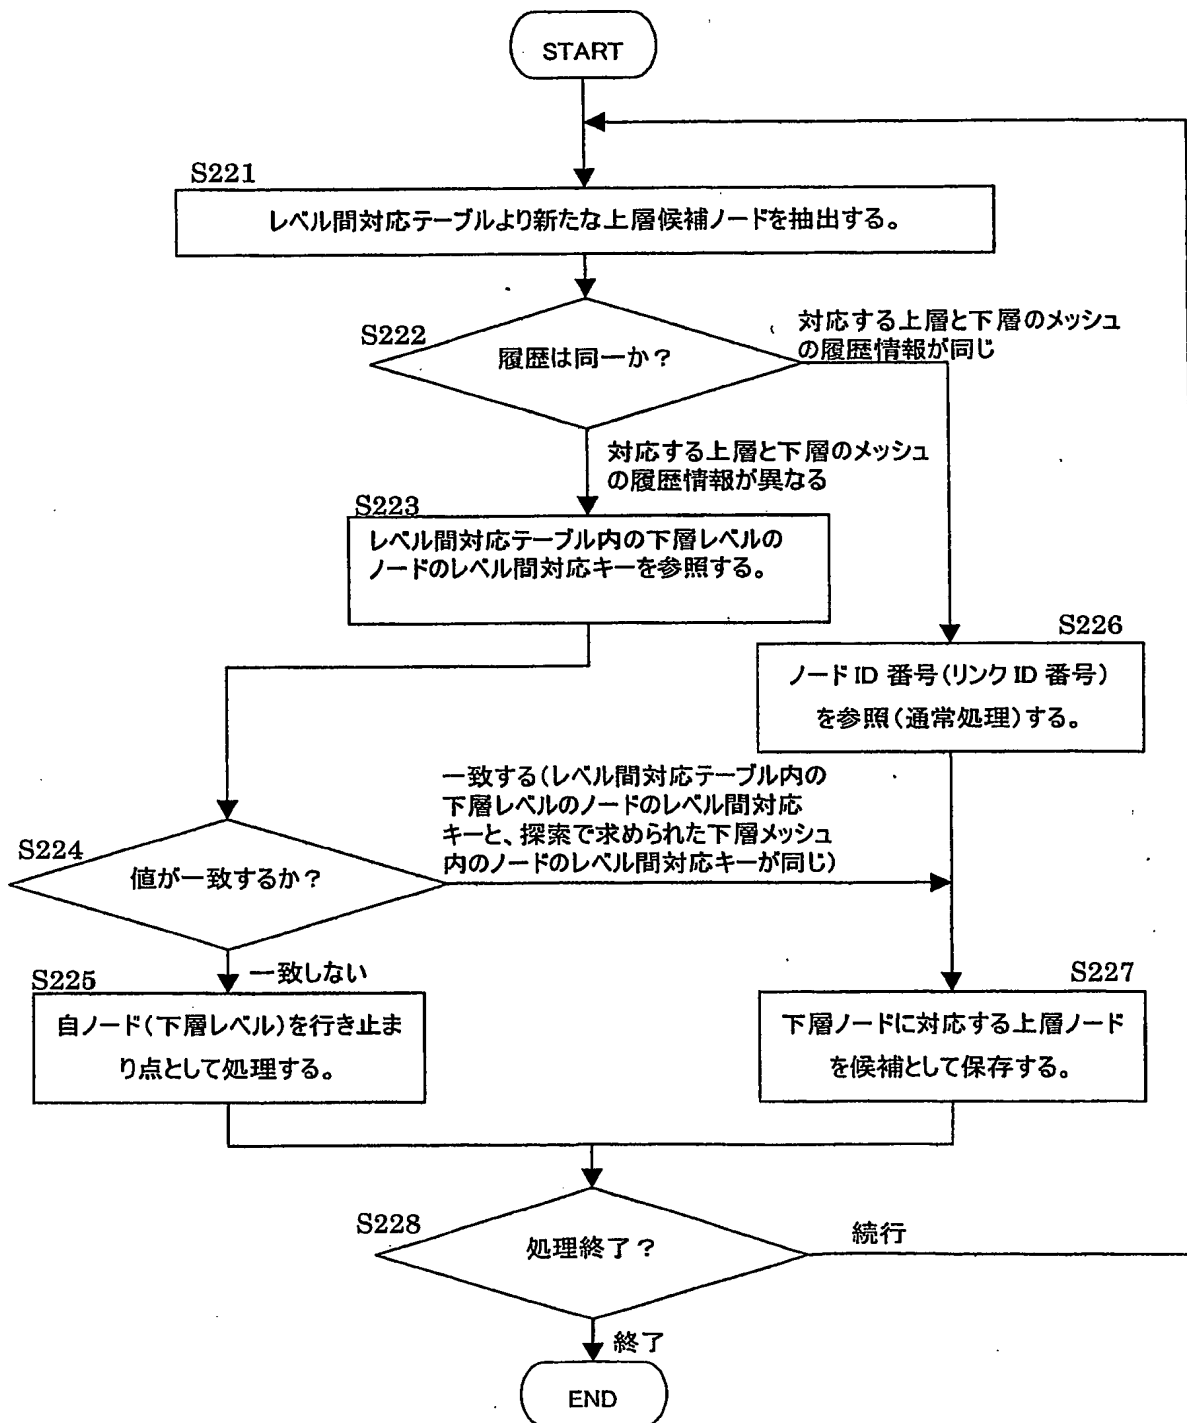 START
S221
レベル間対応テーブルより新たな上層候補ノードを抽出する。
S222
履歴は同一か?
対応する上層と下層のメッシュ
の履歴情報が同じ
対応する上層と下層のメッシュ
の履歴情報が異なる
S223
レベル間対応テーブル内の下層レベルの
ノードのレベル間対応キーを参照する。
S226
ノード ID 番号(リンク ID 番号)
を参照(通常処理)する。
一致する(レベル間対応テーブル内の
下層レベルのノードのレベル間対応
キーと、探索で求められた下層メッシュ
内のノードのレベル間対応キーが同じ)
S224
値が一致するか?
一致しない
S225
自ノード(下層レベル)を行き止ま
り点として処理する。
S227
下層ノードに対応する上層ノード
を候補として保存する。
S228
処理終了?
続行
終了
END